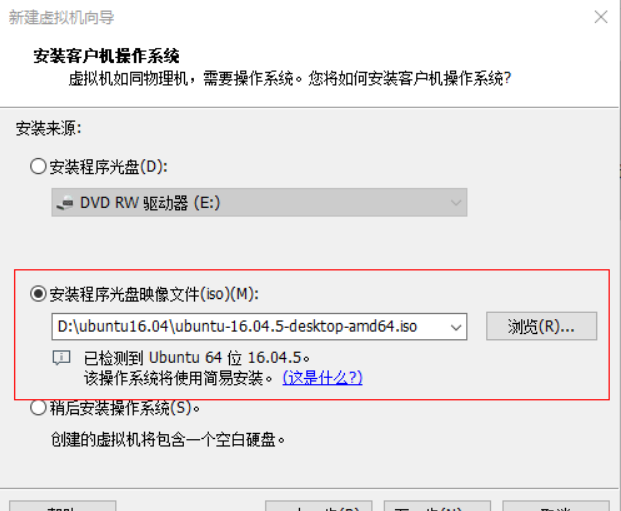 新建虚拟机向导
安装客户机操作系统
虚拟机如同物理机，需要操作系统。您将如何安装客户机操作系统?
安装来源:
安装程序光盘(D):
DVD RW 驱动器 (E:)
安装程序光盘映像文件(iso)(M):
D:\ubuntu16.04\ubuntu-16.04.5-desktop-amd64.iso
浏览(R)...
已检测到 Ubuntu 64 位 16.04.5。
该操作系统将使用简易安装。 (这是什么?)
稍后安装操作系统(S)。
创建的虚拟机将包含一个空白硬盘。